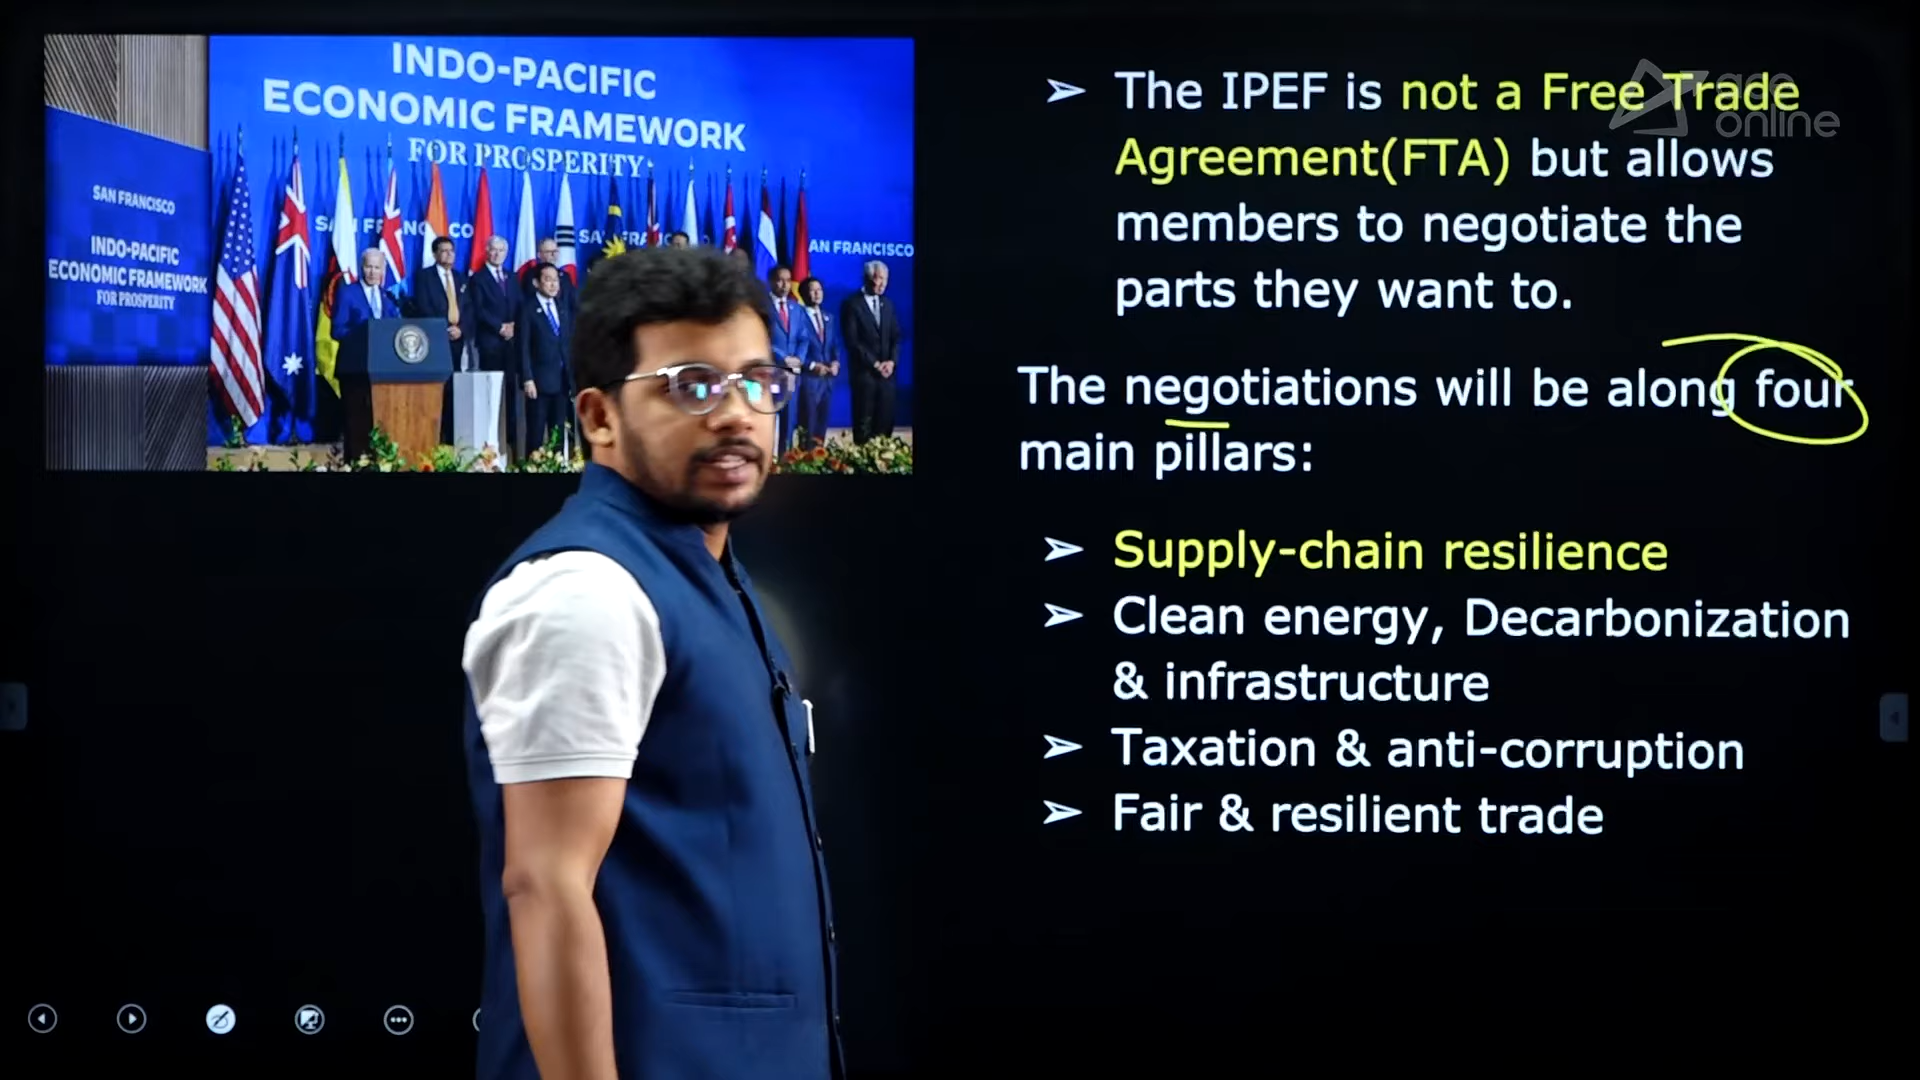 INDO-PACIFIC
ECONOMIC FRAMEWORK
FOR PROSPERITY
SAN FRANCISCO
INDO-PACIFIC
ECONOMIC FRAMEWORK
FOR PROSPERITY
AN FRANCISCO
➢ The IPEF is not a Free Trade
Agreement(FTA) but allows
members to negotiate the
parts they want to.
The negotiations will be along four
main pillars:
➢ Supply-chain resilience
➢ Clean energy, Decarbonization
& infrastructure
➢ Taxation & anti-corruption
➢ Fair & resilient trade
online